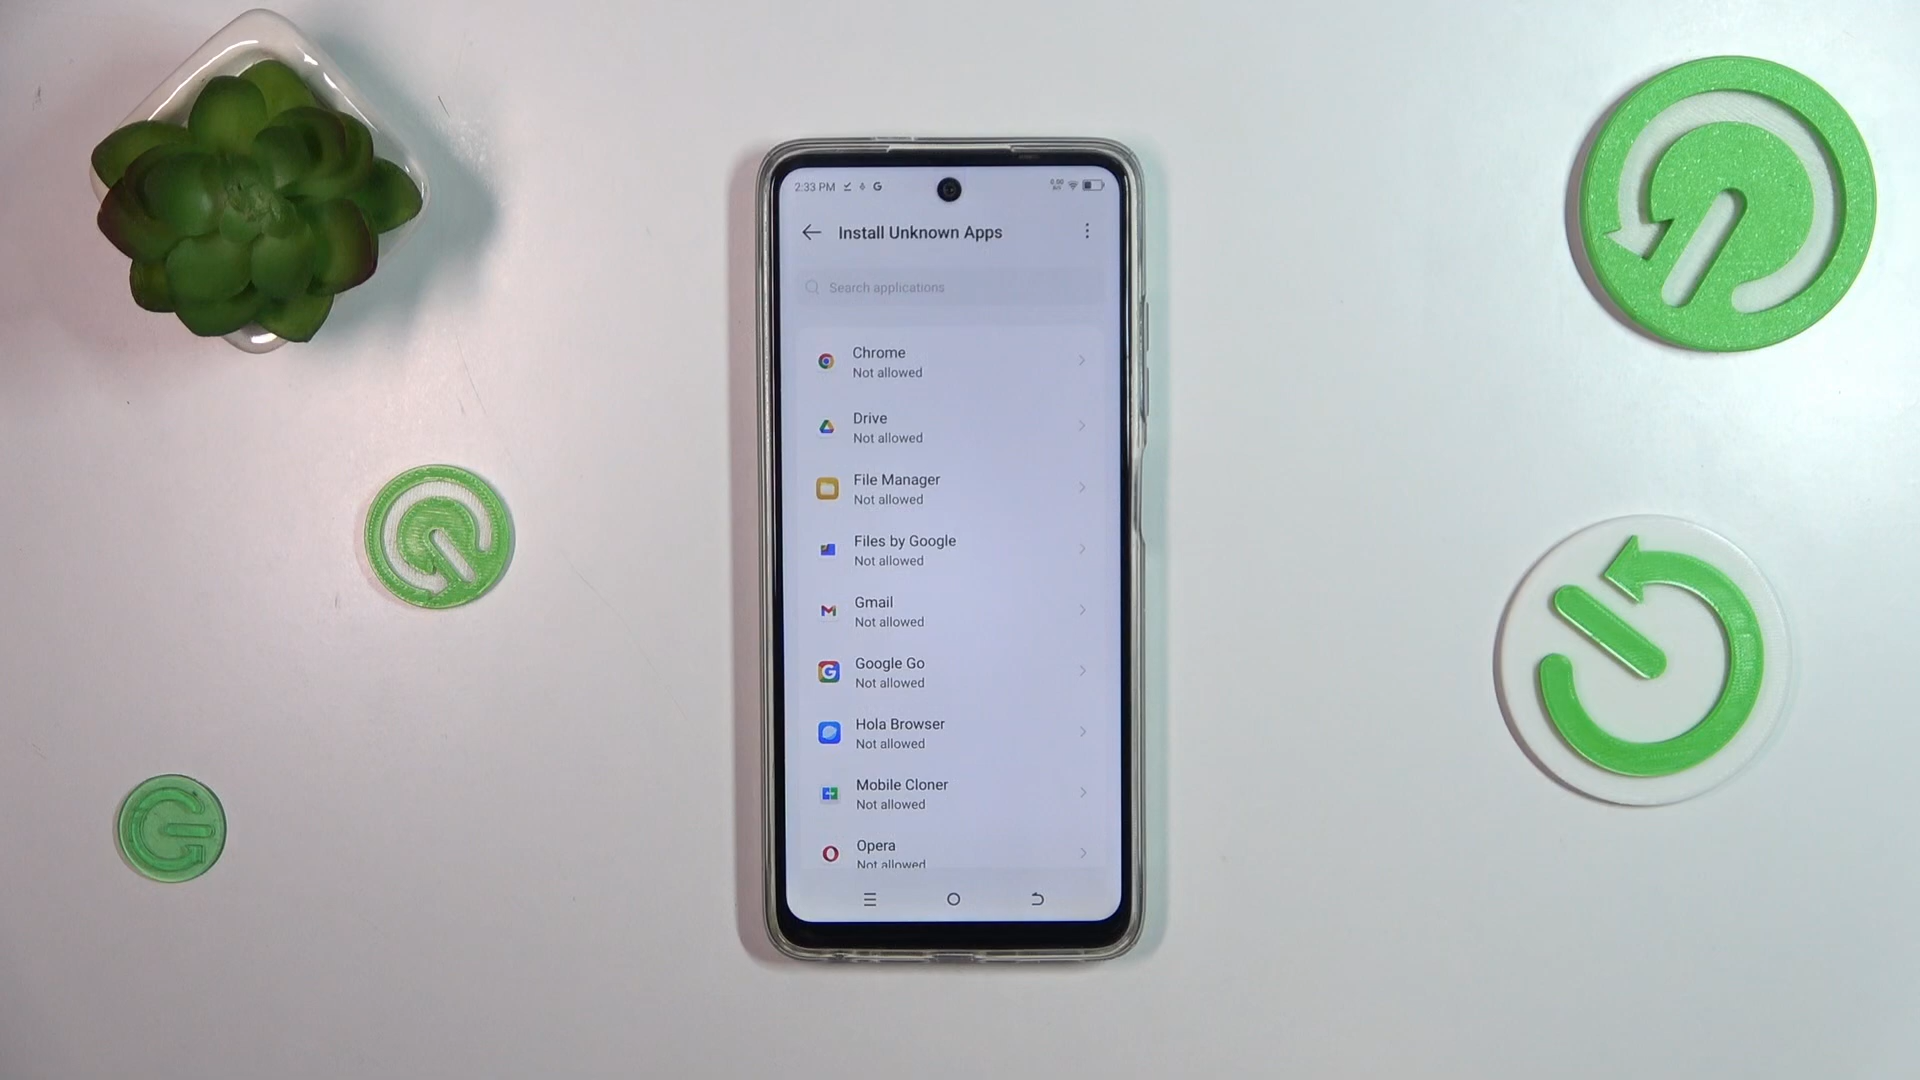 2:33 PM
Install Unknown Apps
Search applications
Chrome
Not allowed
Drive
Not allowed
File Manager
Not allowed
Files by Google
Not allowed
Gmail
Not allowed
Google Go
Not allowed
Hola Browser
Not allowed
Mobile Cloner
Not allowed
Opera
Not allowed